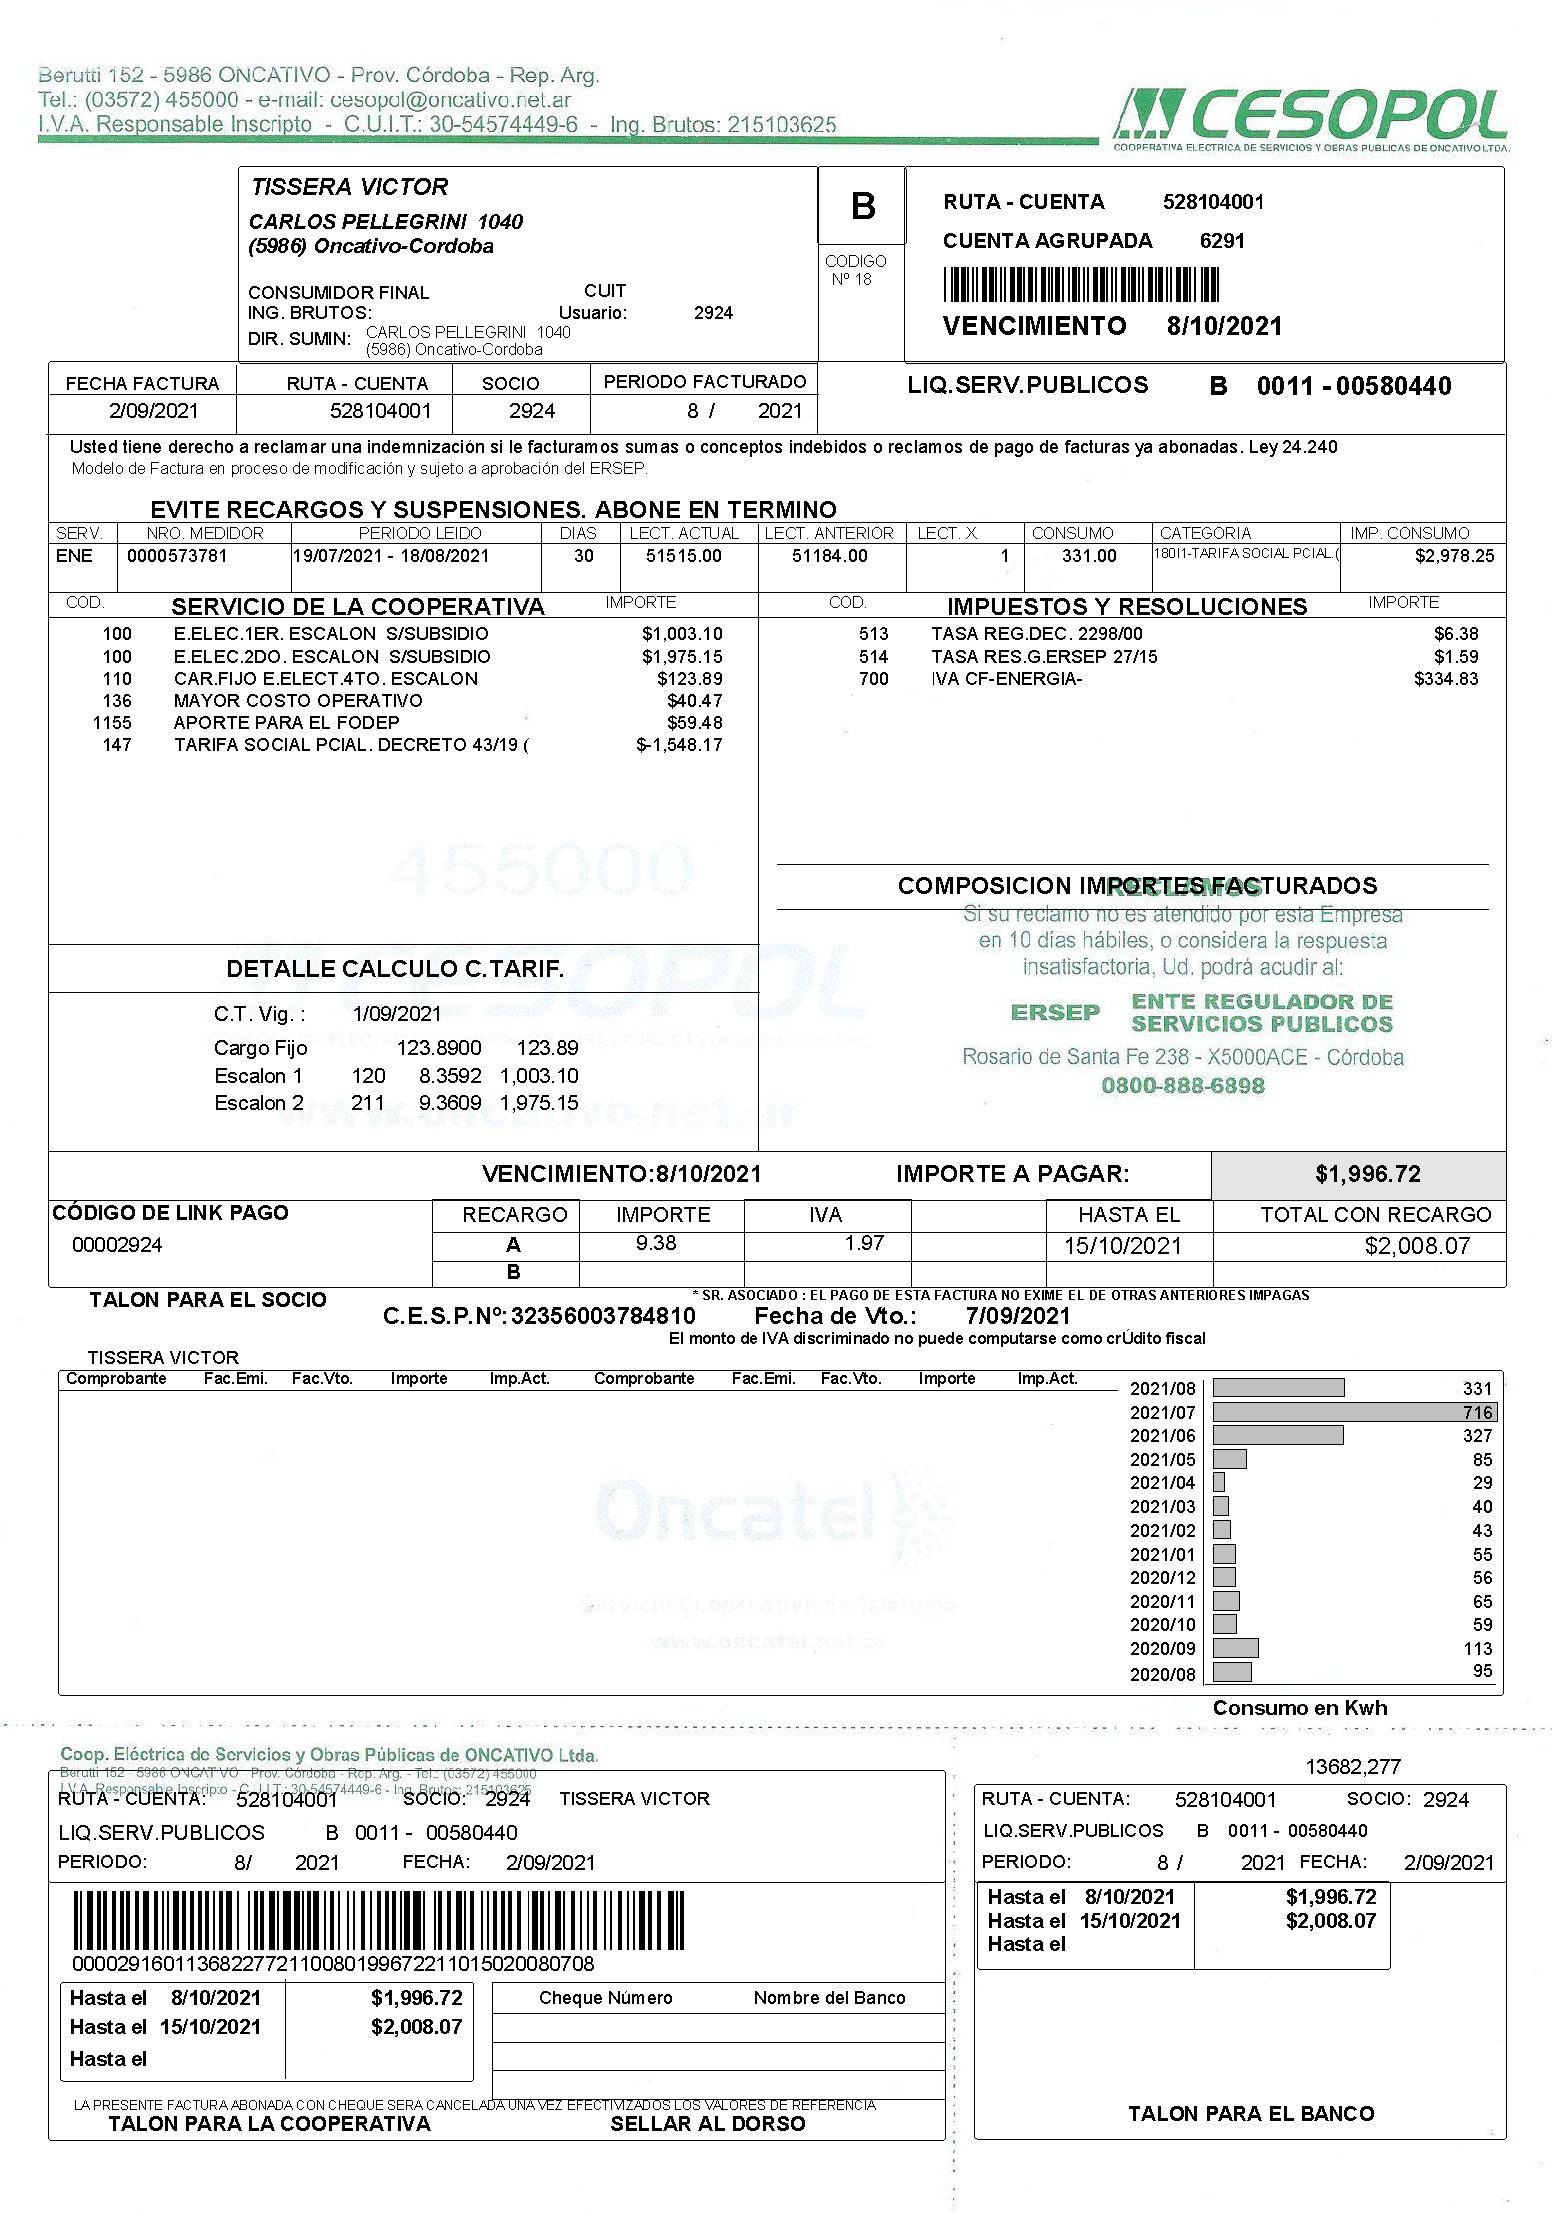 Berutti 152 - 5986 ONCATIVO - Prov. Córdoba - Rep. Arg.
Tel.: (03572) 455000 - e-mail: cesopol@oncativo.net.ar
I.V.A. Responsable Inscripto - C.U.I.T.: 30-54574449-6 - Ing. Brutos: 215103625
CESOPOL
COOPERATIVA ELECTRICA DE SERVICIOS Y OBRAS PUBLICAS DE ONCATIVO LTDA.
TISSERA VICTOR
CARLOS PELLEGRINI 1040
(5986) Oncativo-Cordoba
CONSUMIDOR FINAL CUIT
ING. BRUTOS: Usuario: 2924
DIR. SUMIN: CARLOS PELLEGRINI 1040
(5986) Oncativo-Cordoba
B
CODIGO
Nº 18
RUTA - CUENTA 528104001
CUENTA AGRUPADA 6291
VENCIMIENTO 8/10/2021
FECHA FACTURA RUTA - CUENTA SOCIO PERIODO FACTURADO
2/09/2021 528104001 2924 8 / 2021
LIQ.SERV.PUBLICOS B 0011 - 00580440
Usted tiene derecho a reclamar una indemnización si le facturamos sumas o conceptos indebidos o reclamos de pago de facturas ya abonadas. Ley 24.240
Modelo de Factura en proceso de modificación y sujeto a aprobación del ERSEP.
EVITE RECARGOS Y SUSPENSIONES. ABONE EN TERMINO
SERV. NRO. MEDIDOR PERIODO LEIDO DIAS LECT. ACTUAL LECT. ANTERIOR LECT. X CONSUMO CATEGORIA IMP. CONSUMO
ENE 0000573781 19/07/2021 - 18/08/2021 30 51515.00 51184.00 1 331.00 180I1-TARIFA SOCIAL PCIAL.( $2,978.25
COD. SERVICIO DE LA COOPERATIVA IMPORTE
100 E.ELEC.1ER. ESCALON S/SUBSIDIO $1,003.10
100 E.ELEC.2DO. ESCALON S/SUBSIDIO $1,975.15
110 CAR.FIJO E.ELECT.4TO. ESCALON $123.89
136 MAYOR COSTO OPERATIVO $40.47
1155 APORTE PARA EL FODEP $59.48
147 TARIFA SOCIAL PCIAL. DECRETO 43/19 ( $-1,548.17
COD. IMPUESTOS Y RESOLUCIONES IMPORTE
513 TASA REG.DEC. 2298/00 $6.38
514 TASA RES.G.ERSEP 27/15 $1.59
700 IVA CF-ENERGIA- $334.83
455000
CESOPOL
www.oncativo.net.ar
COMPOSICION IMPORTES FACTURADOS
RECLAMOS
Si su reclamo no es atendido por esta Empresa
en 10 días hábiles, o considera la respuesta
insatisfactoria, Ud. podrá acudir al:
ERSEP ENTE REGULADOR DE
SERVICIOS PUBLICOS
Rosario de Santa Fe 238 - X5000ACE - Córdoba
0800-888-6898
DETALLE CALCULO C.TARIF.
C.T. Vig. : 1/09/2021
Cargo Fijo 123.8900 123.89
Escalon 1 120 8.3592 1,003.10
Escalon 2 211 9.3609 1,975.15
VENCIMIENTO:8/10/2021 IMPORTE A PAGAR: $1,996.72
CÓDIGO DE LINK PAGO
00002924
RECARGO IMPORTE IVA HASTA EL TOTAL CON RECARGO
A 9.38 1.97 15/10/2021 $2,008.07
B
TALON PARA EL SOCIO
* SR. ASOCIADO : EL PAGO DE ESTA FACTURA NO EXIME EL DE OTRAS ANTERIORES IMPAGAS
C.E.S.P.Nº: 32356003784810 Fecha de Vto.: 7/09/2021
El monto de IVA discriminado no puede computarse como crÚdito fiscal
TISSERA VICTOR
Comprobante Fac.Emi. Fac.Vto. Importe Imp.Act. Comprobante Fac.Emi. Fac.Vto. Importe Imp.Act.
2021/08 331
2021/07 716
2021/06 327
2021/05 85
2021/04 29
2021/03 40
2021/02 43
2021/01 55
2020/12 56
2020/11 65
2020/10 59
2020/09 113
2020/08 95
Consumo en Kwh
Oncatel
Servicio Cooperativo de Telefonía
www.oncatel.net.ar
Coop. Eléctrica de Servicios y Obras Públicas de ONCATIVO Ltda.
Berutti 152 - 5986 ONCATIVO - Prov. Córdoba - Rep. Arg. - Tel.: (03572) 455000
I.V.A. Responsable Inscripto - C.U.I.T.: 30-54574449-6 - Ing. Brutos: 215103625
RUTA - CUENTA: 528104001 SOCIO: 2924 TISSERA VICTOR
LIQ.SERV.PUBLICOS B 0011 - 00580440
PERIODO: 8/ 2021 FECHA: 2/09/2021
00002916011368227721100801996722110150200807​08
Hasta el 8/10/2021 $1,996.72
Hasta el 15/10/2021 $2,008.07
Hasta el
Cheque Número Nombre del Banco
LA PRESENTE FACTURA ABONADA CON CHEQUE SERA CANCELADA UNA VEZ EFECTIVIZADOS LOS VALORES DE REFERENCIA
TALON PARA LA COOPERATIVA SELLAR AL DORSO
13682,277
RUTA - CUENTA: 528104001 SOCIO: 2924
LIQ.SERV.PUBLICOS B 0011 - 00580440
PERIODO: 8 / 2021 FECHA: 2/09/2021
Hasta el 8/10/2021 $1,996.72
Hasta el 15/10/2021 $2,008.07
Hasta el
TALON PARA EL BANCO